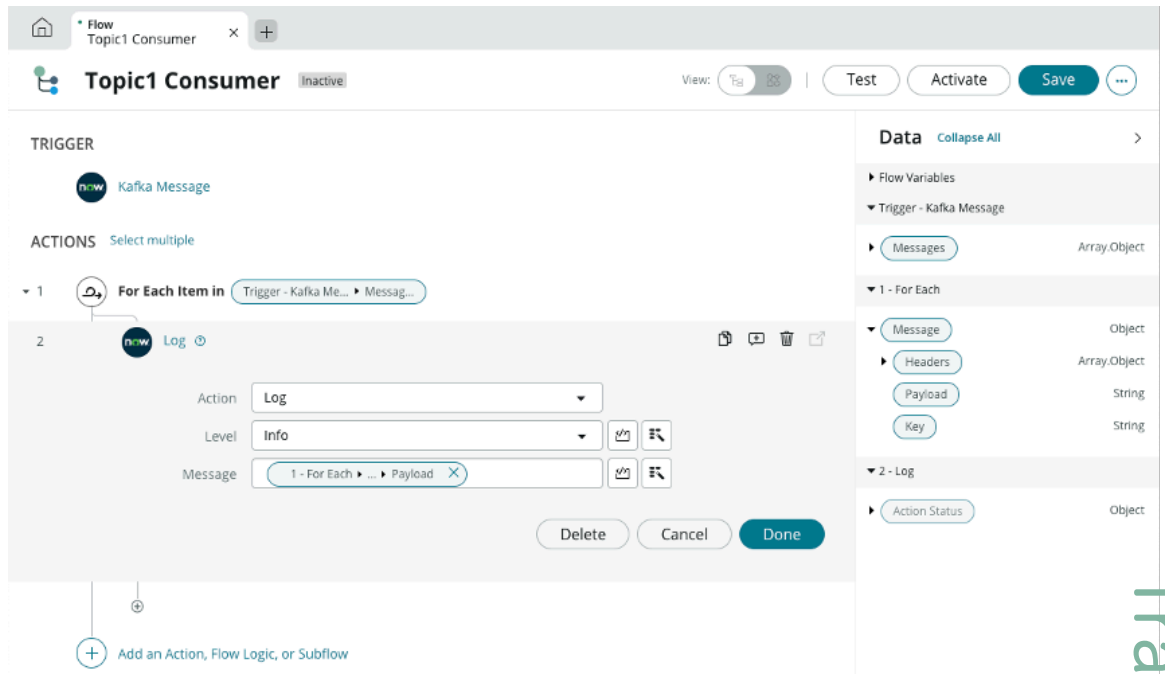 Flow
Topic1 Consumer
Topic1 Consumer Inactive
View: Test Activate Save
TRIGGER
now Kafka Message
ACTIONS Select multiple
1 For Each Item in Trigger - Kafka Me... ▸ Messag...
2 now Log
Action Log
Level Info
Message 1 - For Each ▸ ... ▸ Payload
Delete Cancel Done
Add an Action, Flow Logic, or Subflow
Data Collapse All
Flow Variables
Trigger - Kafka Message
Messages Array.Object
1 - For Each
Message Object
Headers Array.Object
Payload String
Key String
2 - Log
Action Status Object